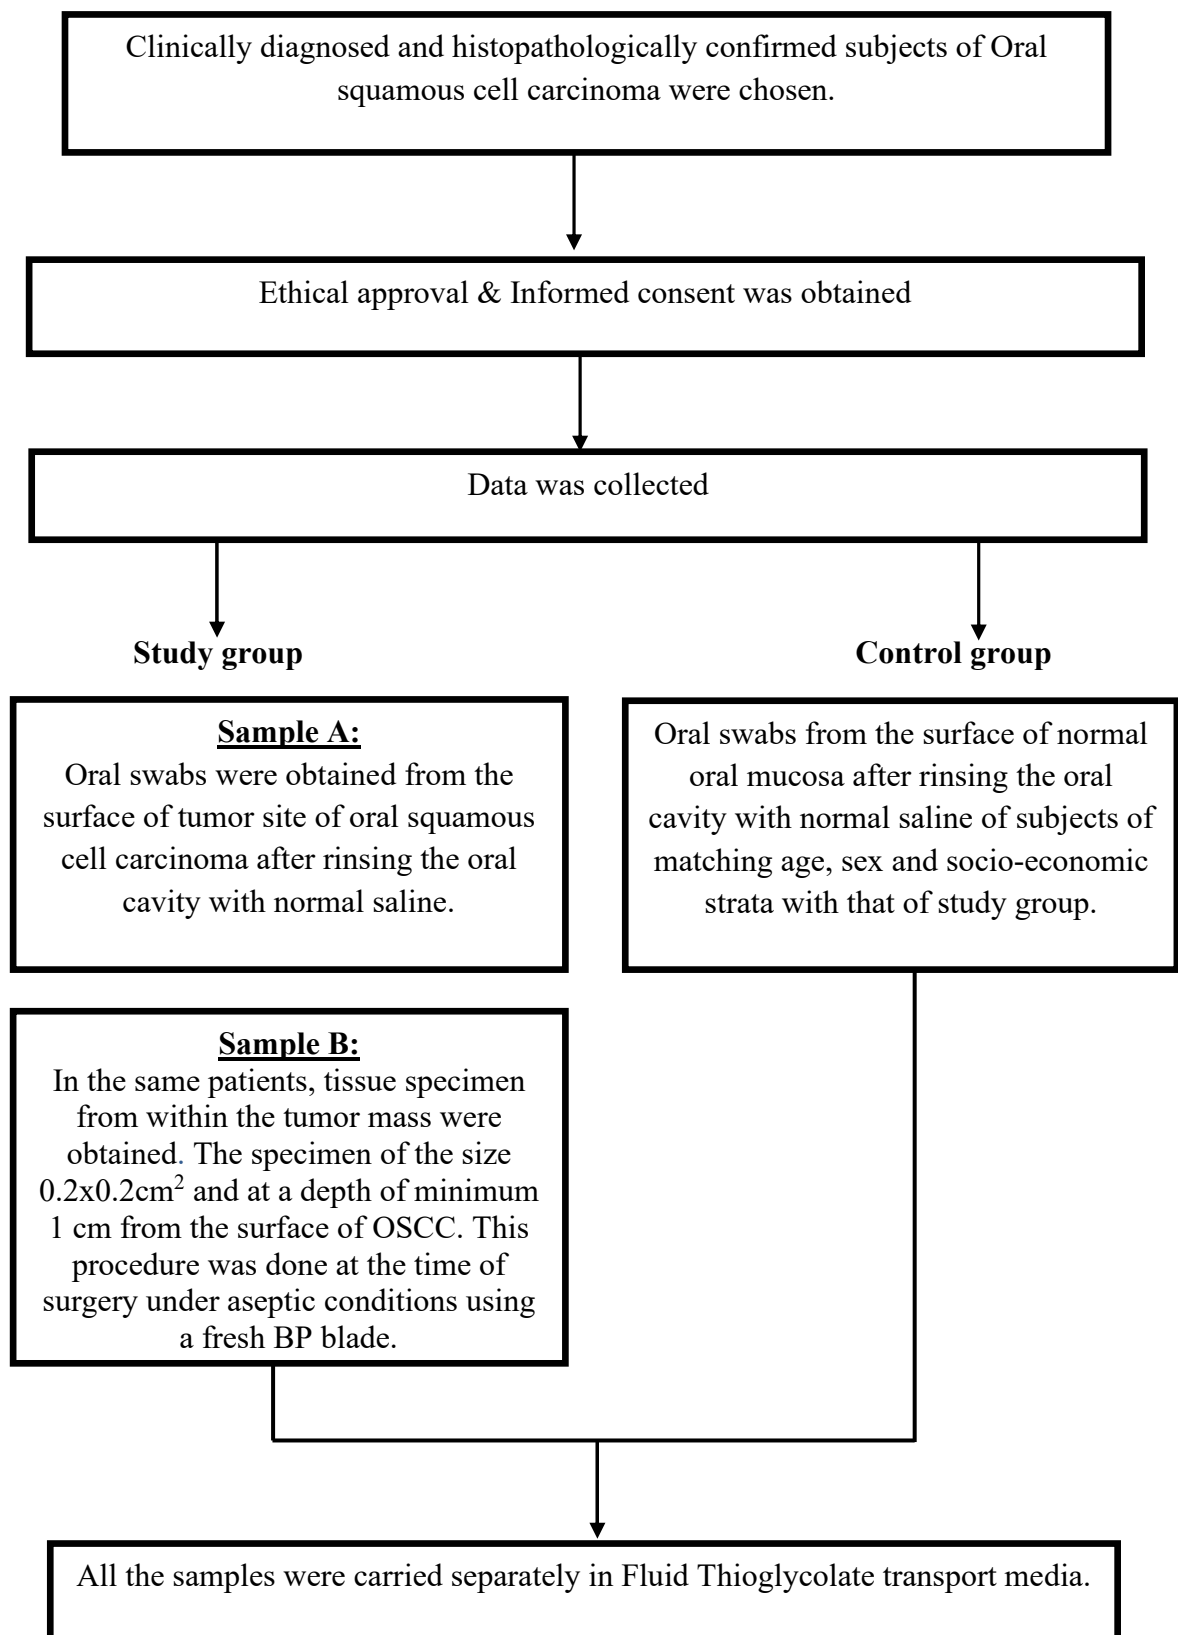 Clinically diagnosed and histopathologically confirmed subjects of Oral
squamous cell carcinoma were chosen.
Ethical approval & Informed consent was obtained
Data was collected
Study group
Control group
Sample A:
Oral swabs were obtained from the
surface of tumor site of oral squamous
cell carcinoma after rinsing the oral
cavity with normal saline.
Oral swabs from the surface of normal
oral mucosa after rinsing the oral
cavity with normal saline of subjects of
matching age, sex and socio-economic
strata with that of study group.
Sample B:
In the same patients, tissue specimen
from within the tumor mass were
obtained. The specimen of the size
0.2x0.2cm² and at a depth of minimum
1 cm from the surface of OSCC. This
procedure was done at the time of
surgery under aseptic conditions using
a fresh BP blade.
All the samples were carried separately in Fluid Thioglycolate transport media.